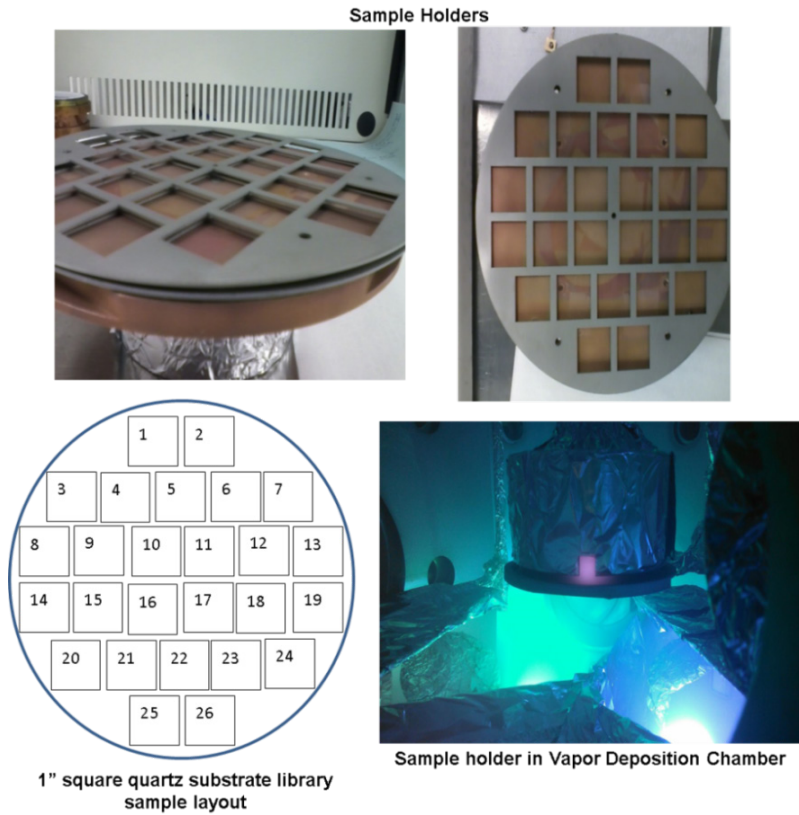 Sample Holders
1 2
3 4 5 6 7
8 9 10 11 12 13
14 15 16 17 18 19
20 21 22 23 24
25 26
1” square quartz substrate library
sample layout
Sample holder in Vapor Deposition Chamber